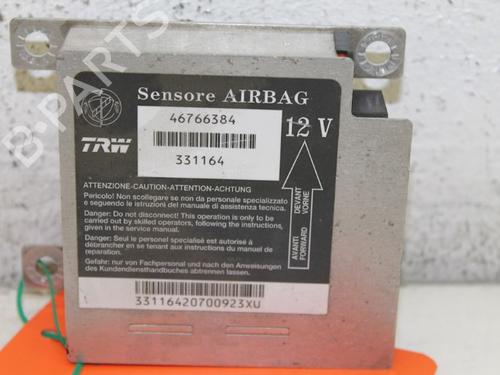 Sensore AIRBAG
46766384
12 V
TRW
331164
ATTENZIONE-CAUTION-ATTENTION-ACHTUNG
Pericolo! Non scollegare se non da personale specializzato
e seguendo le istruzioni del manuale di assistenza tecnica.
Danger: Do not disconnect! This operation is only to be
carried out by skilled operators, following the instructions,
given in the service manual.
Danger: Seul le personel spécialisé est autorisé à
débrancher en se tenant aux instructions du manuel de
reparation.
Gefahr: nur von Fachpersonal und nach den Anweisungen
des Kundendiensthandbuches abzutrennen lassen.
AVANTI
FORWARD
DEVANT
VORNE
33116420700923XU
B-PARTS